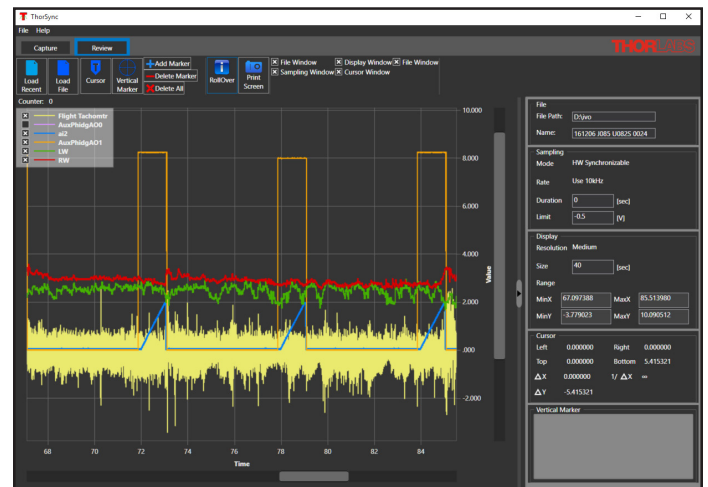 ThorSync
File Help
Capture Review
THORLABS
Load Recent
Load File
Cursor
Vertical Marker
Add Marker
Delete Marker
Delete All
RollOver
Print Screen
File Window Display Window File Window
Sampling Window Cursor Window
Counter: 0
Flight Tachomtr
AuxPhidgAO0
ai2
AuxPhidgAO1
LW
RW
10.000
8.000
6.000
4.000
2.000
.000
-2.000
Value
68 70 72 74 76 78 80 82 84
Time
File
File Path: D:\jvo
Name: 161206 J085 U0825 0024
Sampling
Mode HW Synchronizable
Rate Use 10kHz
Duration 0 [sec]
Limit -0.5 [V]
Display
Resolution Medium
Size 40 [sec]
Range
MinX 67.097388 MaxX 85.513980
MinY -3.779023 MaxY 10.090512
Cursor
Left 0.000000 Right 0.000000
Top 0.000000 Bottom 5.415321
△X 0.000000 1/ △X ∞
△Y -5.415321
Vertical Marker